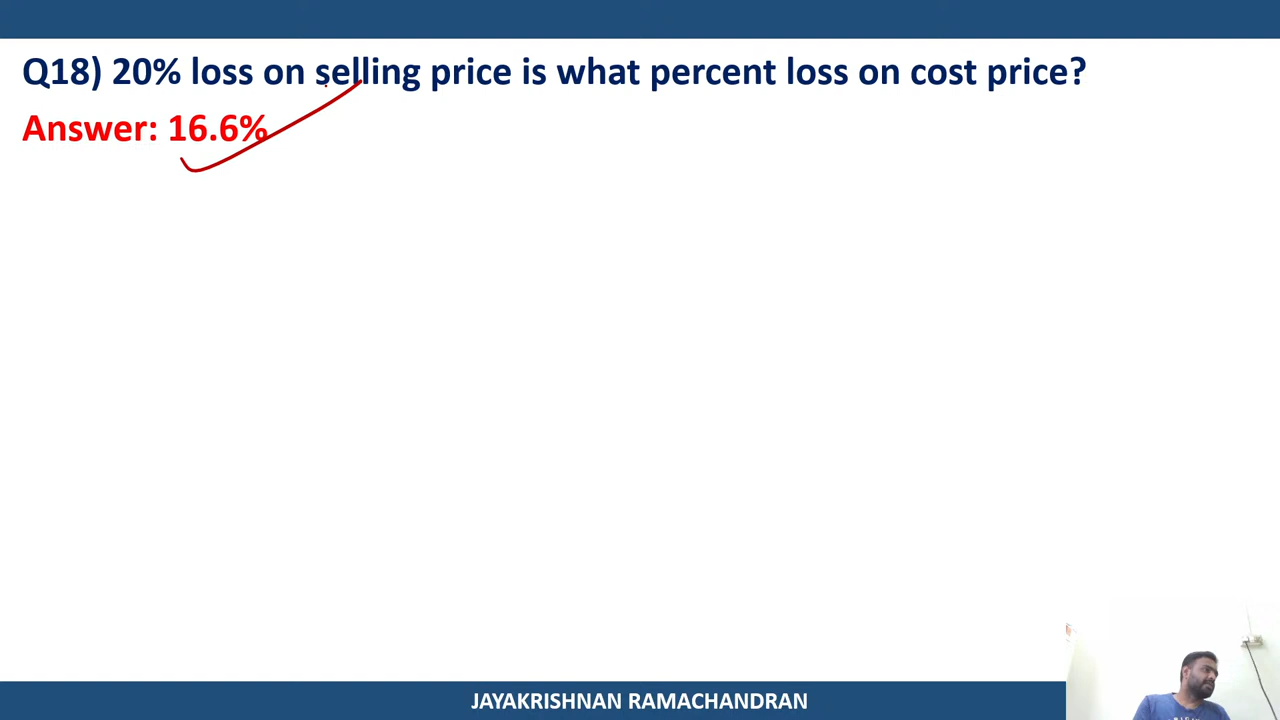 Q18) 20% loss on selling price is what percent loss on cost price?
Answer: 16.6%
JAYAKRISHNAN RAMACHANDRAN